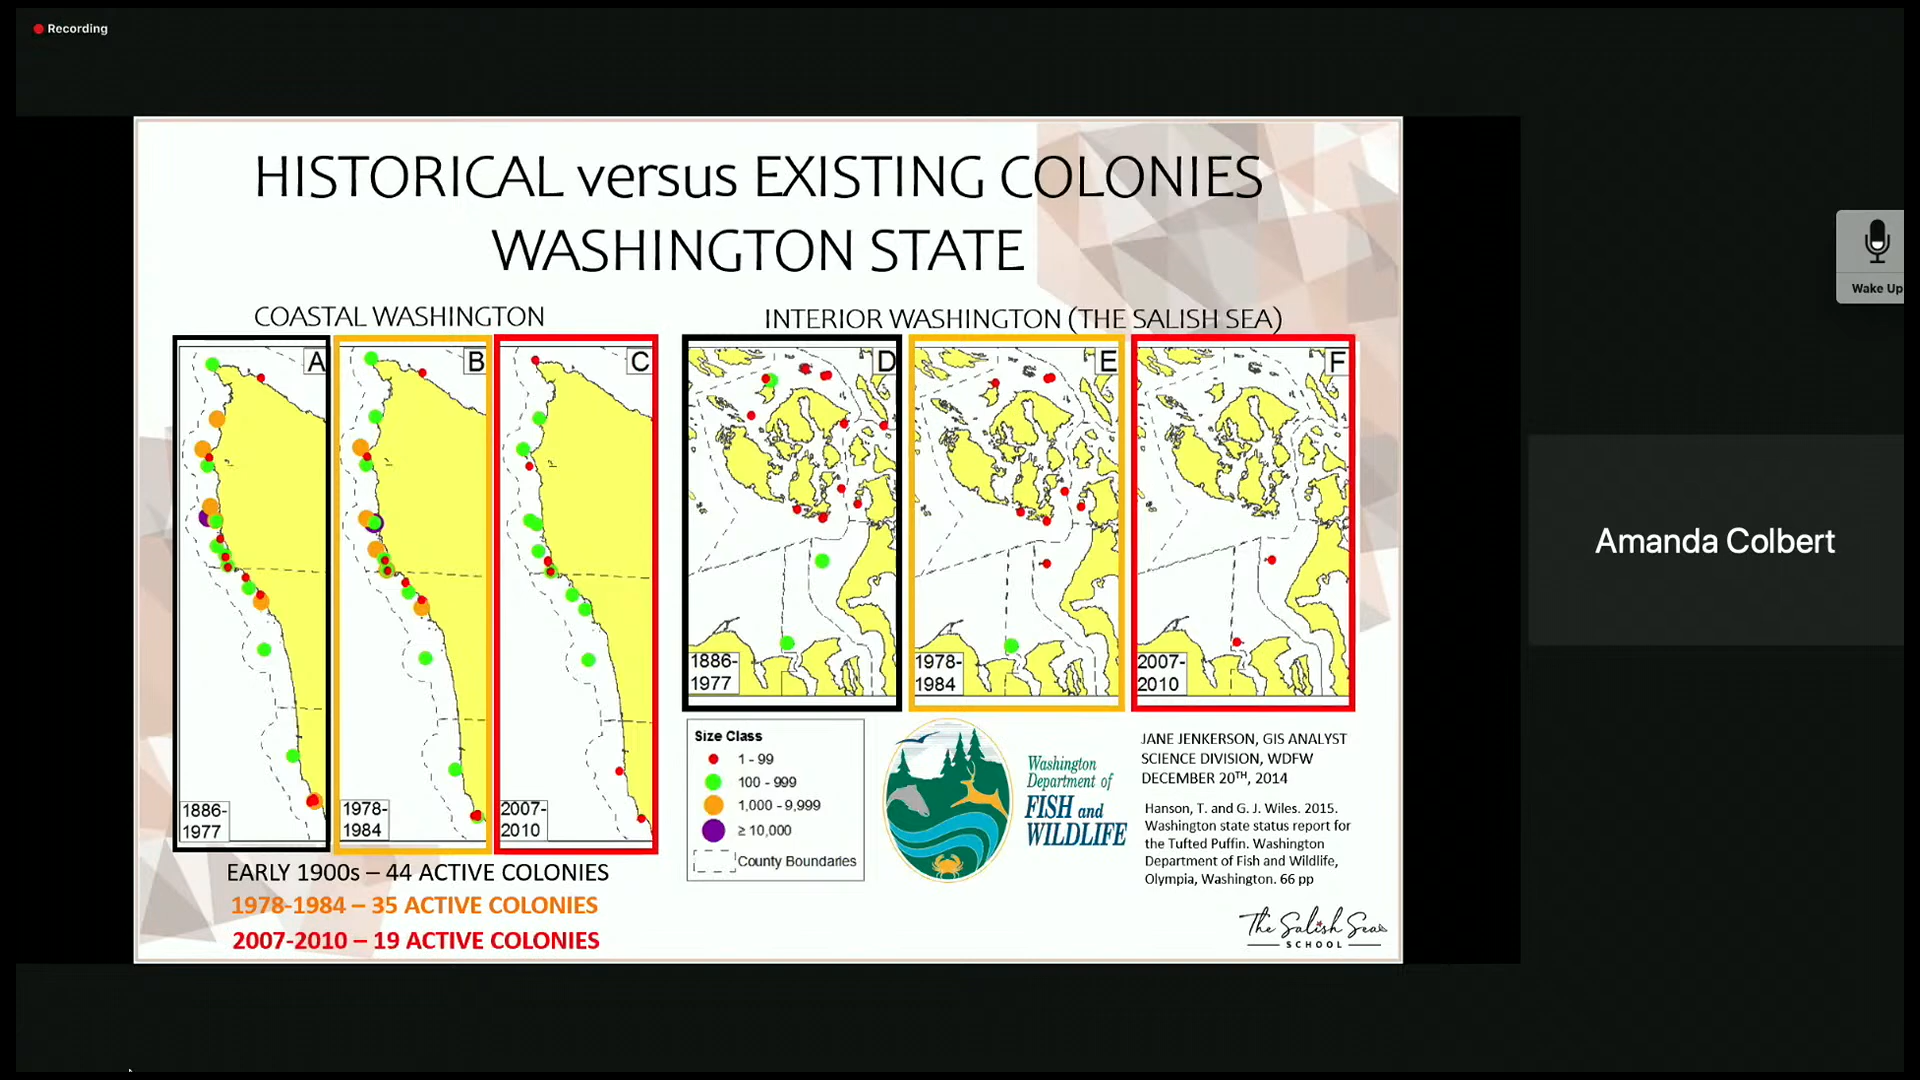 Recording
HISTORICAL versus EXISTING COLONIES
WASHINGTON STATE
COASTAL WASHINGTON
INTERIOR WASHINGTON (THE SALISH SEA)
A
1886-
1977
B
1978-
1984
C
2007-
2010
D
1886-
1977
E
1978-
1984
F
2007-
2010
EARLY 1900s – 44 ACTIVE COLONIES
1978-1984 – 35 ACTIVE COLONIES
2007-2010 – 19 ACTIVE COLONIES
Size Class
1 - 99
100 - 999
1,000 - 9,999
≥ 10,000
County Boundaries
Washington
Department of
FISH and
WILDLIFE
JANE JENKERSON, GIS ANALYST
SCIENCE DIVISION, WDFW
DECEMBER 20TH, 2014
Hanson, T. and G. J. Wiles. 2015.
Washington state status report for
the Tufted Puffin. Washington
Department of Fish and Wildlife,
Olympia, Washington. 66 pp
The Salish Sea
SCHOOL
Wake Up
Amanda Colbert